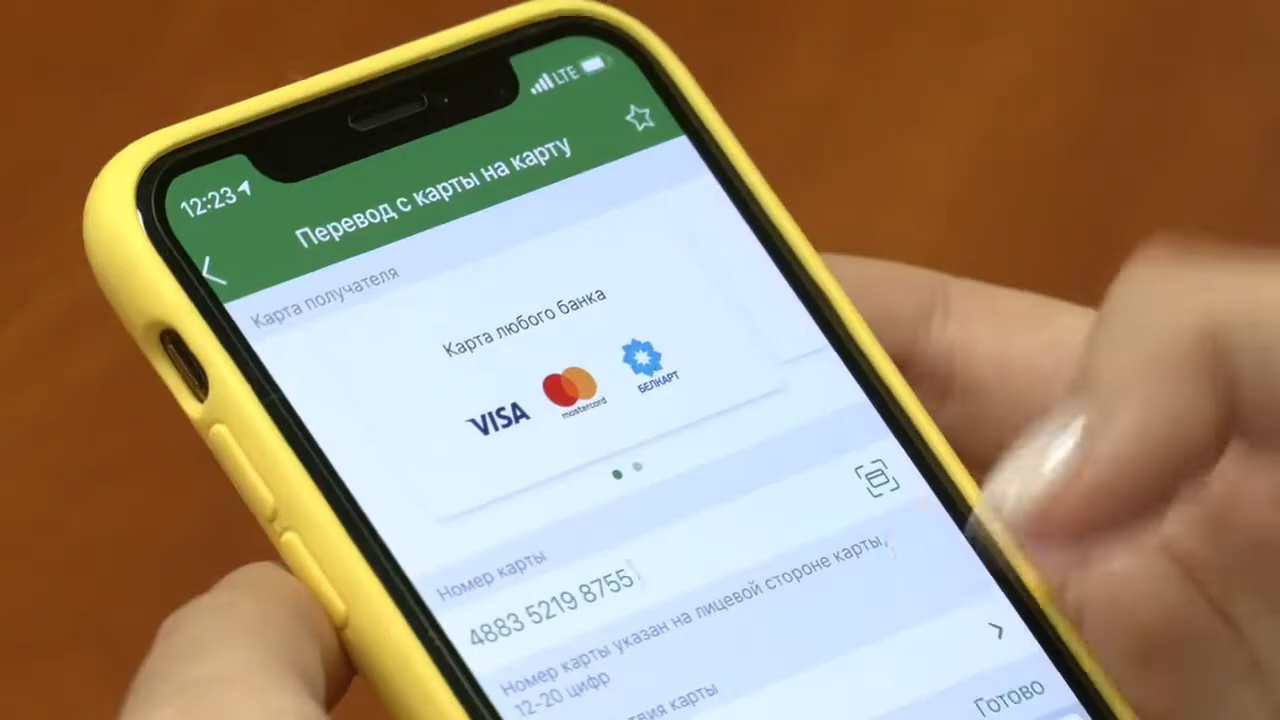 12:23 LTE
Перевод с карты на карту
Карта получателя
Карта любого банка
VISA mastercard БЕЛКАРТ
Номер карты
4883 5219 8755
Номер карты указан на лицевой стороне карты,
12-20 цифр
карты
Готово